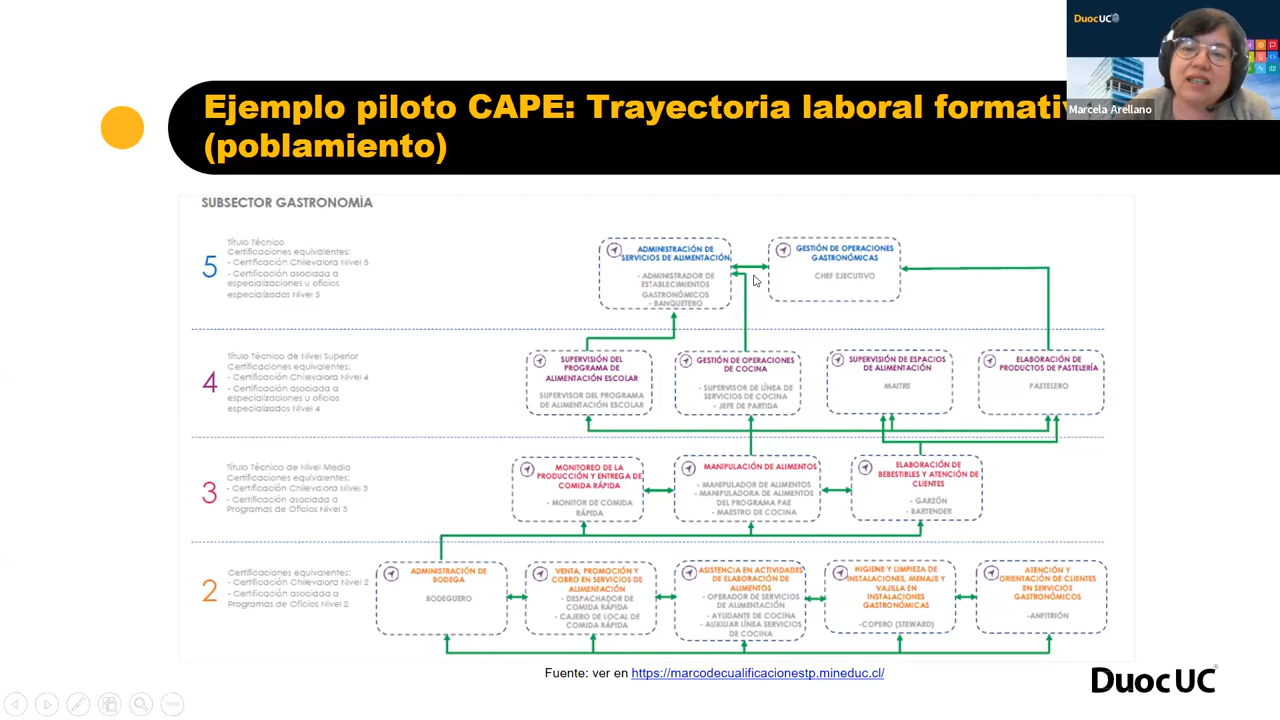 DuocUC
Marcela Arellano
Ejemplo piloto CAPE: Trayectoria laboral formati
(poblamiento)
SUBSECTOR GASTRONOMÌA
5
Título Técnico
Certificaciones equivalentes:
- Certificación Chilevalora Nivel 5
- Certificación asociada a
especializaciones u oficios
especializados Nivel 5
ADMINISTRACIÓN DE
SERVICIOS DE ALIMENTACIÓN
- ADMINISTRADOR DE
ESTABLECIMIENTOS
GASTRONÓMICOS
- BANQUETERO
GESTIÓN DE OPERACIONES
GASTRONÓMICAS
CHEF EJECUTIVO
4
Título Técnico de Nivel Superior
Certificaciones equivalentes:
- Certificación Chilevalora Nivel 4
- Certificación asociada a
especializaciones u oficios
especializados Nivel 4
SUPERVISIÓN DEL
PROGRAMA DE
ALIMENTACIÓN ESCOLAR
SUPERVISOR DEL PROGRAMA
DE ALIMENTACIÓN ESCOLAR
GESTIÓN DE OPERACIONES
DE COCINA
- SUPERVISOR DE LÍNEA DE
SERVICIOS DE COCINA
- JEFE DE PARTIDA
SUPERVISIÓN DE ESPACIOS
DE ALIMENTACIÓN
MAITRE
ELABORACIÓN DE
PRODUCTOS DE PASTELERÍA
PASTELERO
3
Título Técnico de Nivel Medio
Certificaciones equivalentes:
- Certificación Chilevalora Nivel 3
- Certificación asociada a
Programas de Oficios Nivel 3
MONITOREO DE LA
PRODUCCIÓN Y ENTREGA DE
COMIDA RÁPIDA
- MONITOR DE COMIDA
RÁPIDA
MANIPULACIÓN DE ALIMENTOS
- MANIPULADOR DE ALIMENTOS
- MANIPULADORA DE ALIMENTOS
DEL PROGRAMA PAE
- MAESTRO DE COCINA
ELABORACIÓN DE
BEBESTIBLES Y ATENCIÓN DE
CLIENTES
- GARZÓN
- BARTENDER
2
Certificaciones equivalentes:
- Certificación Chilevalora Nivel 2
- Certificación asociada a
Programas de Oficios Nivel 2
ADMINISTRACIÓN DE
BODEGA
BODEGUERO
VENTA, PROMOCIÓN Y
COBRO EN SERVICIOS DE
ALIMENTACIÓN
- DESPACHADOR DE
COMIDA RÁPIDA
- CAJERO DE LOCAL DE
COMIDA RÁPIDA
ASISTENCIA EN ACTIVIDADES
DE ELABORACIÓN DE
ALIMENTOS
- OPERADOR DE SERVICIOS
DE ALIMENTACIÓN
- AYUDANTE DE COCINA
- AUXILIAR LÍNEA SERVICIOS
DE COCINA
HIGIENE Y LIMPIEZA DE
INSTALACIONES, MENAJE Y
VAJILLA EN
INSTALACIONES
GASTRONÓMICAS
-COPERO (STEWARD)
ATENCIÓN Y
ORIENTACIÓN DE CLIENTES
EN SERVICIOS
GASTRONÓMICOS
-ANFITRIÓN
Fuente: ver en https://marcodecualificacionestp.mineduc.cl/
DuocUC